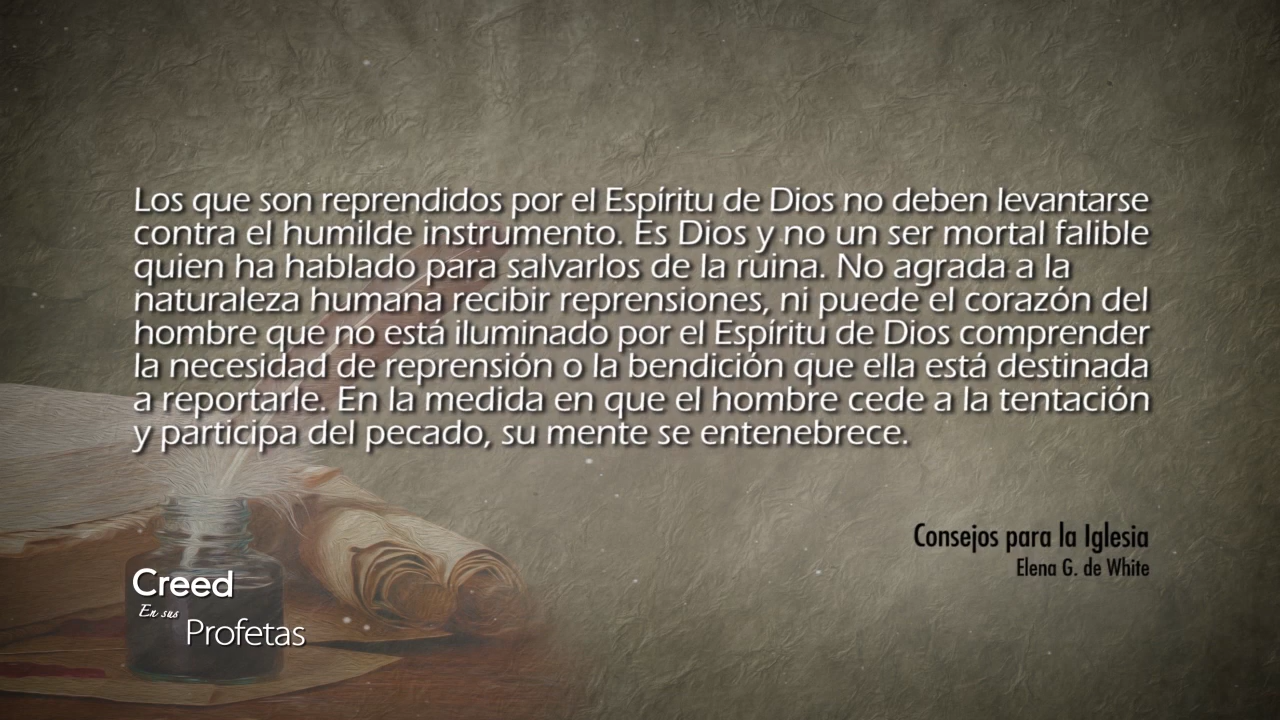 Los que son reprendidos por el Espíritu de Dios no deben levantarse
contra el humilde instrumento. Es Dios y no un ser mortal falible
quien ha hablado para salvarlos de la ruina. No agrada a la
naturaleza humana recibir reprensiones, ni puede el corazón del
hombre que no está iluminado por el Espíritu de Dios comprender
la necesidad de reprensión o la bendición que ella está destinada
a reportarle. En la medida en que el hombre cede a la tentación
y participa del pecado, su mente se entenebrece.
Consejos para la Iglesia
Elena G. de White
Creed
En sus
Profetas